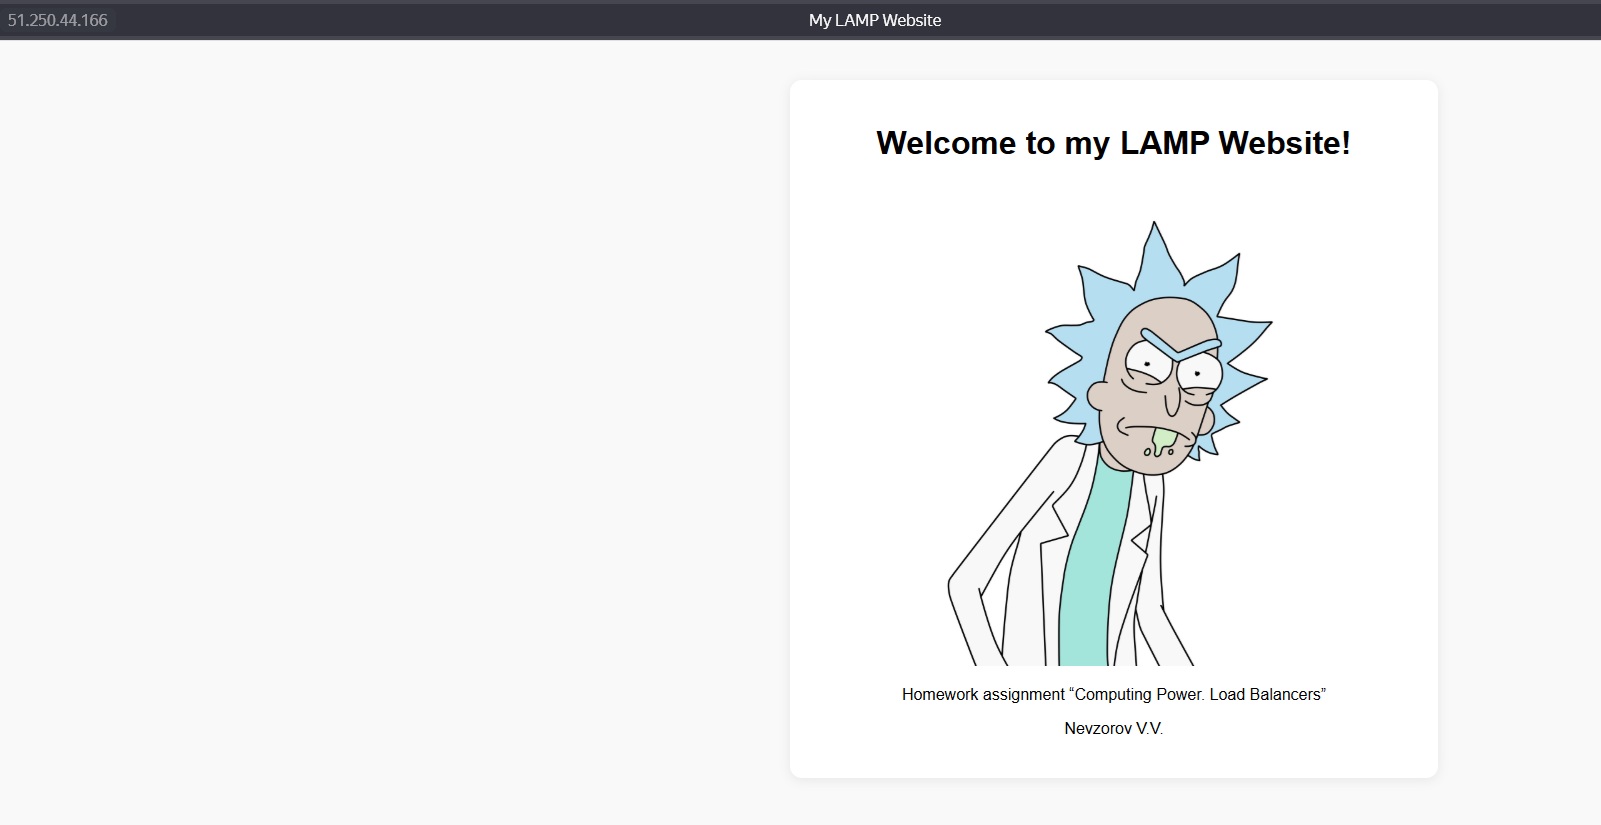 51.250.44.166
My LAMP Website
Welcome to my LAMP Website!
Homework assignment “Computing Power. Load Balancers”
Nevzorov V.V.